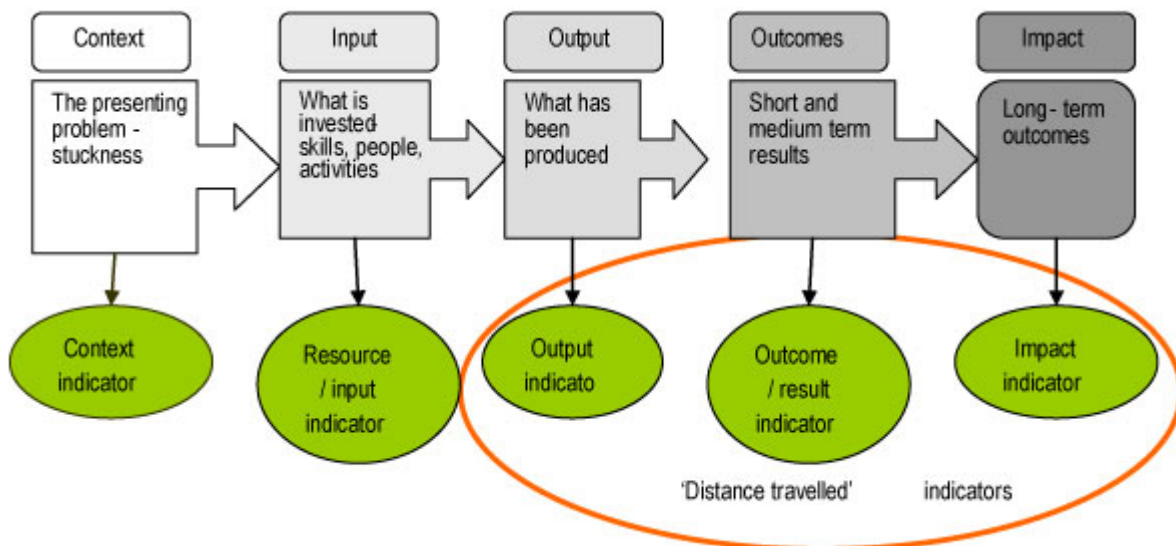 Context
Input
Output
Outcomes
Impact
The presenting
problem -
stuckness
What is
invested-
skills, people,
activities
What has
been
produced
Short and
medium term
results
Long - term
outcomes
Context
indicator
Resource
/ input
indicator
Output
indicato
Outcome
/ result
indicator
Impact
indicator
‘Distance travelled’ indicators